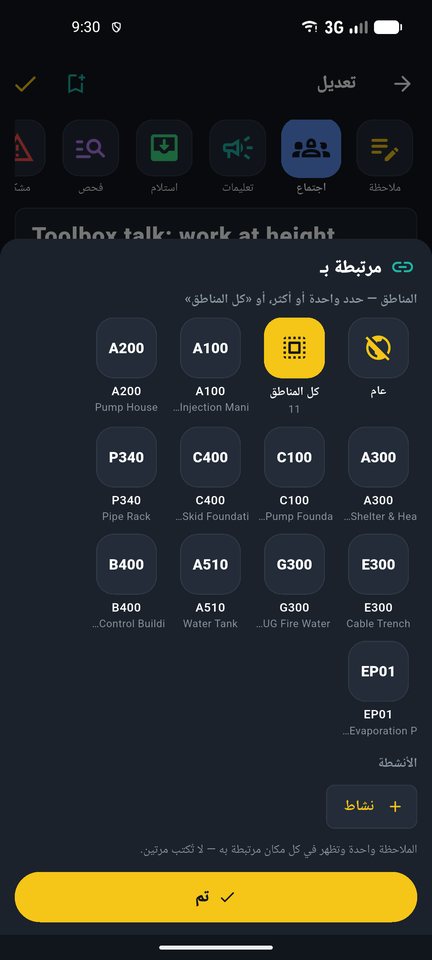 9:30
3G
تعديل
ملاحظة
اجتماع
تعليمات
استلام
فحص
Toolbox talk: work at height
مرتبطة بـ
المناطق — حدد واحدة أو أكثر، أو «كل المناطق»
عام
كل المناطق
11
A100
A100
Injection Mani...
A200
A200
Pump House
A300
A300
Shelter & Hea...
C100
C100
Pump Founda...
C400
C400
Skid Foundati...
P340
P340
Pipe Rack
E300
E300
Cable Trench
G300
G300
UG Fire Water...
A510
A510
Water Tank
B400
B400
Control Buildi...
EP01
EP01
Evaporation P...
الأنشطة
+ نشاط
الملاحظة واحدة وتظهر في كل مكان مرتبطة به — لا تُكتب مرتين.
تم